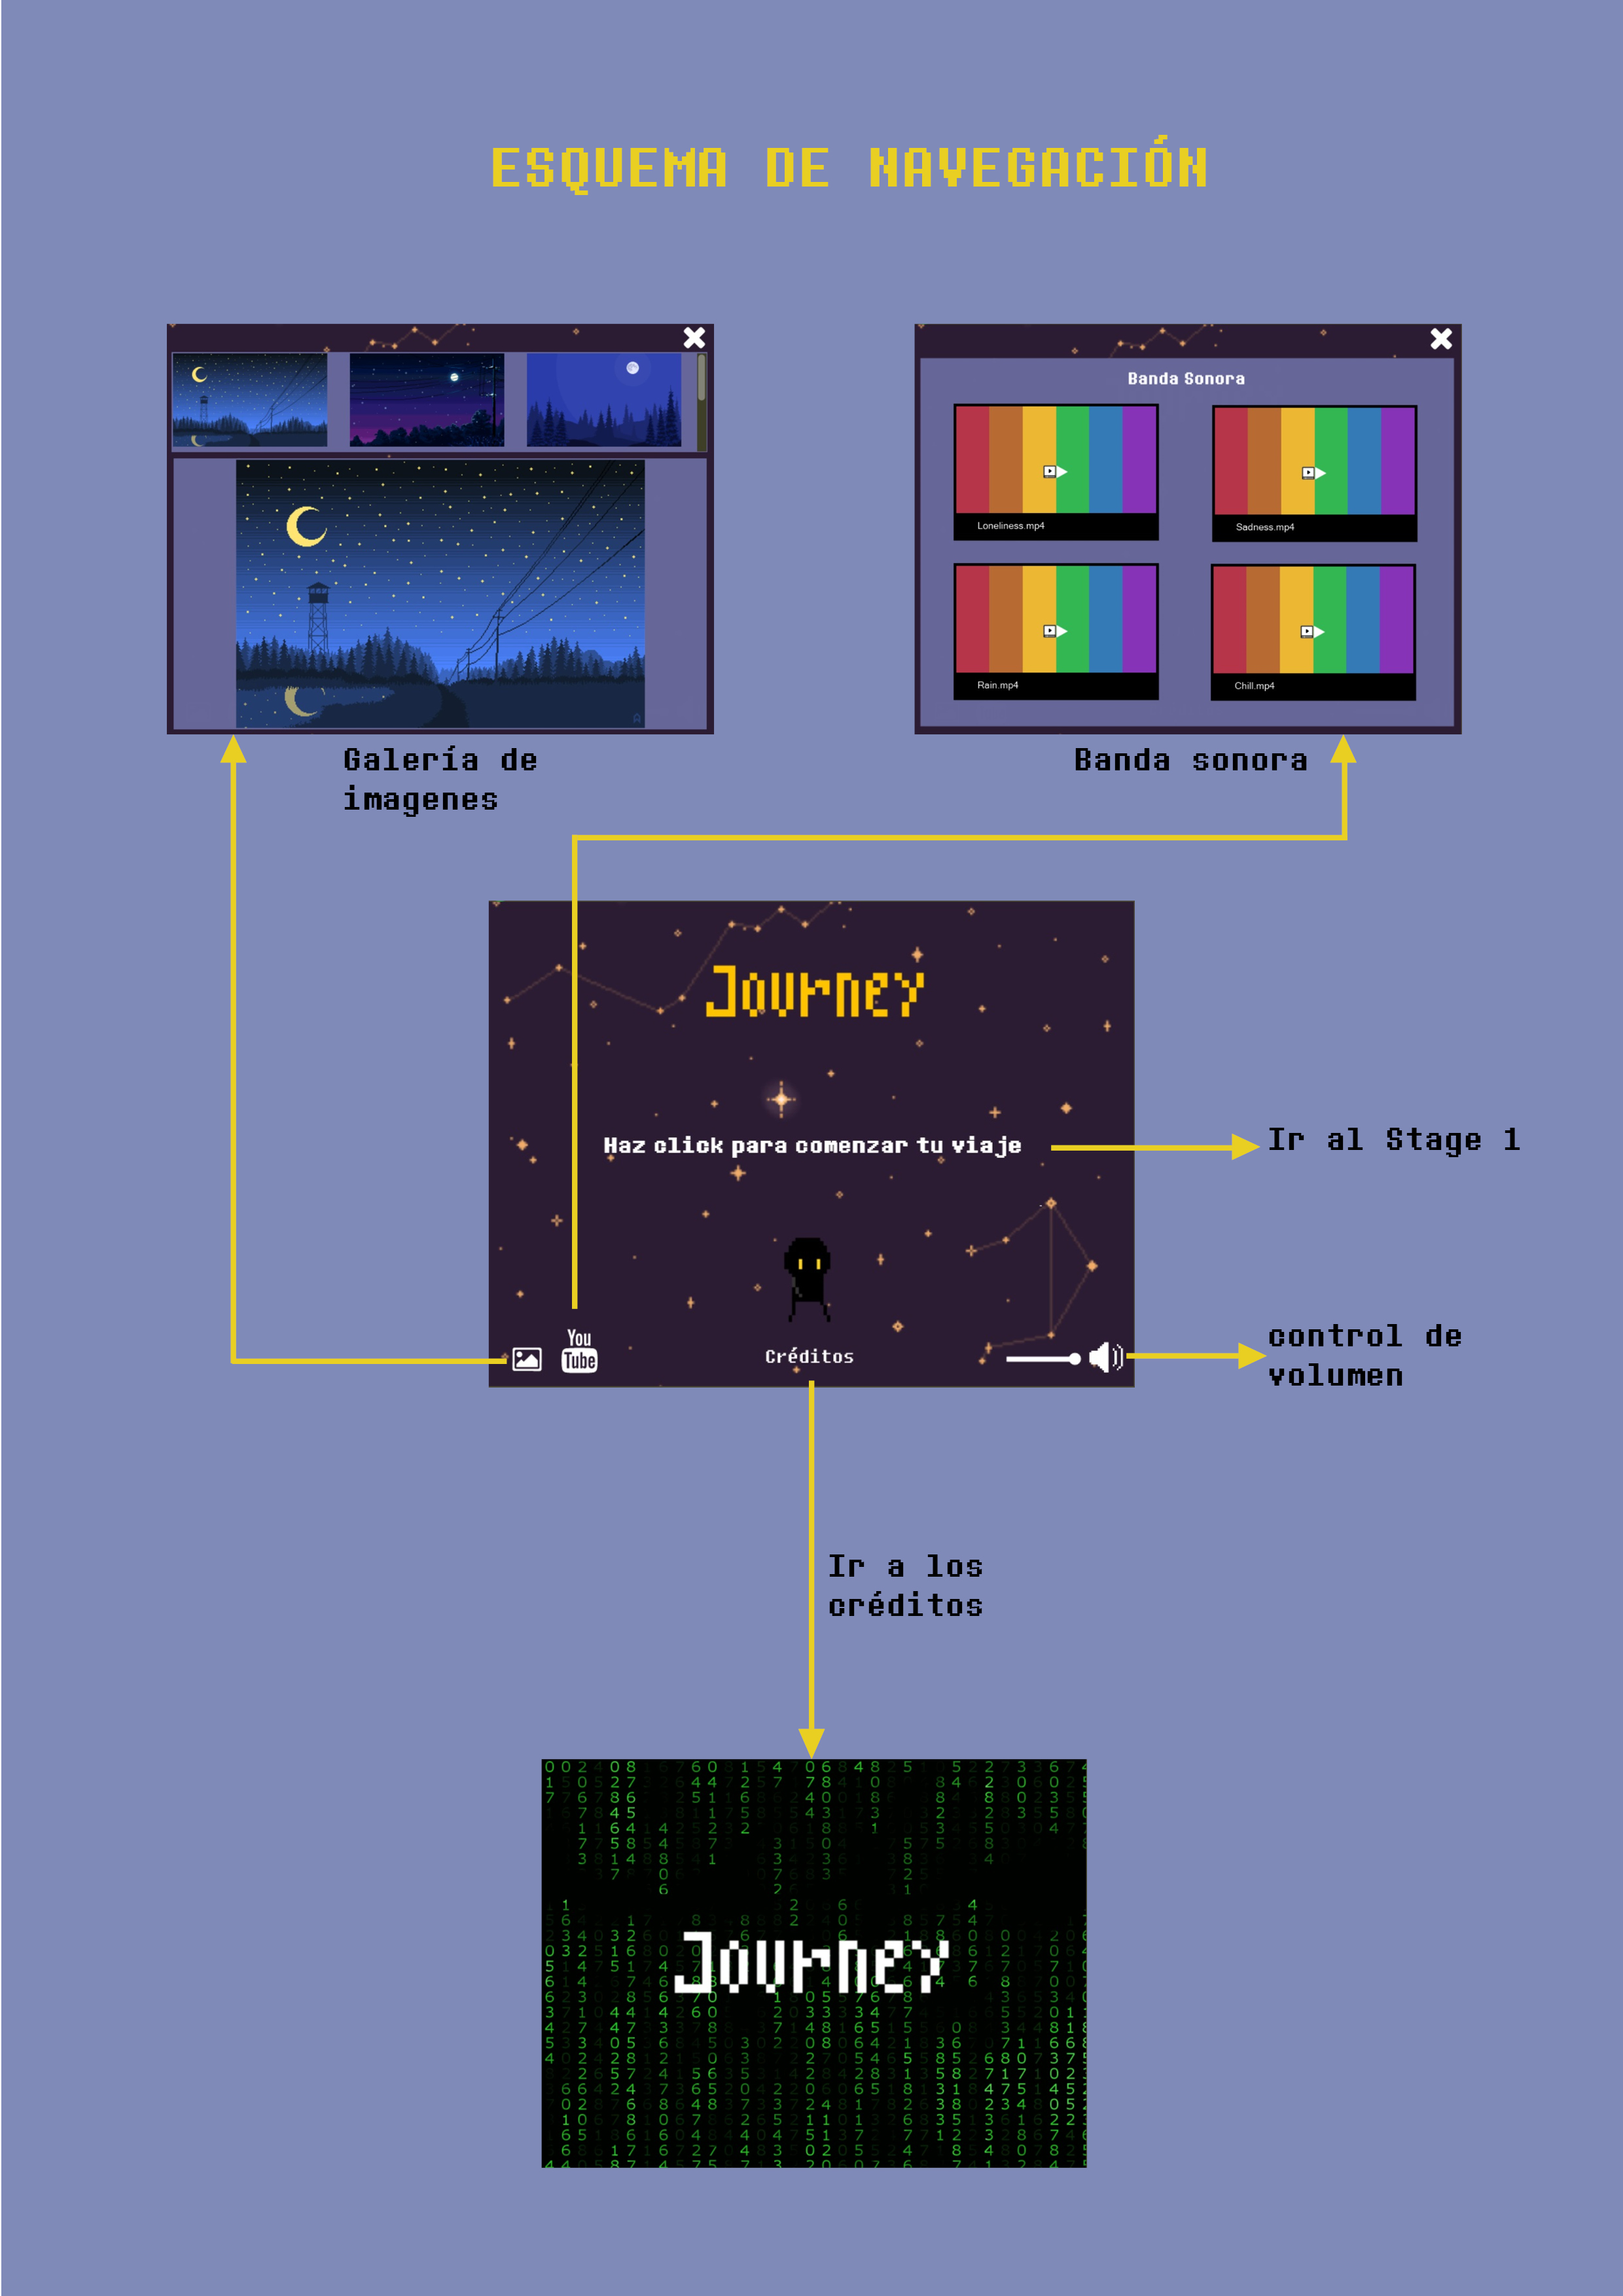 ESQUEMA DE NAVEGACIÓN
Banda Sonora
Loneliness.mp4
Sadness.mp4
Rain.mp4
Chill.mp4
Galería de
imagenes
Banda sonora
Journey
Haz click para comenzar tu viaje
Ir al Stage 1
You
Tube
Créditos
control de
volumen
Ir a los
créditos
Journey